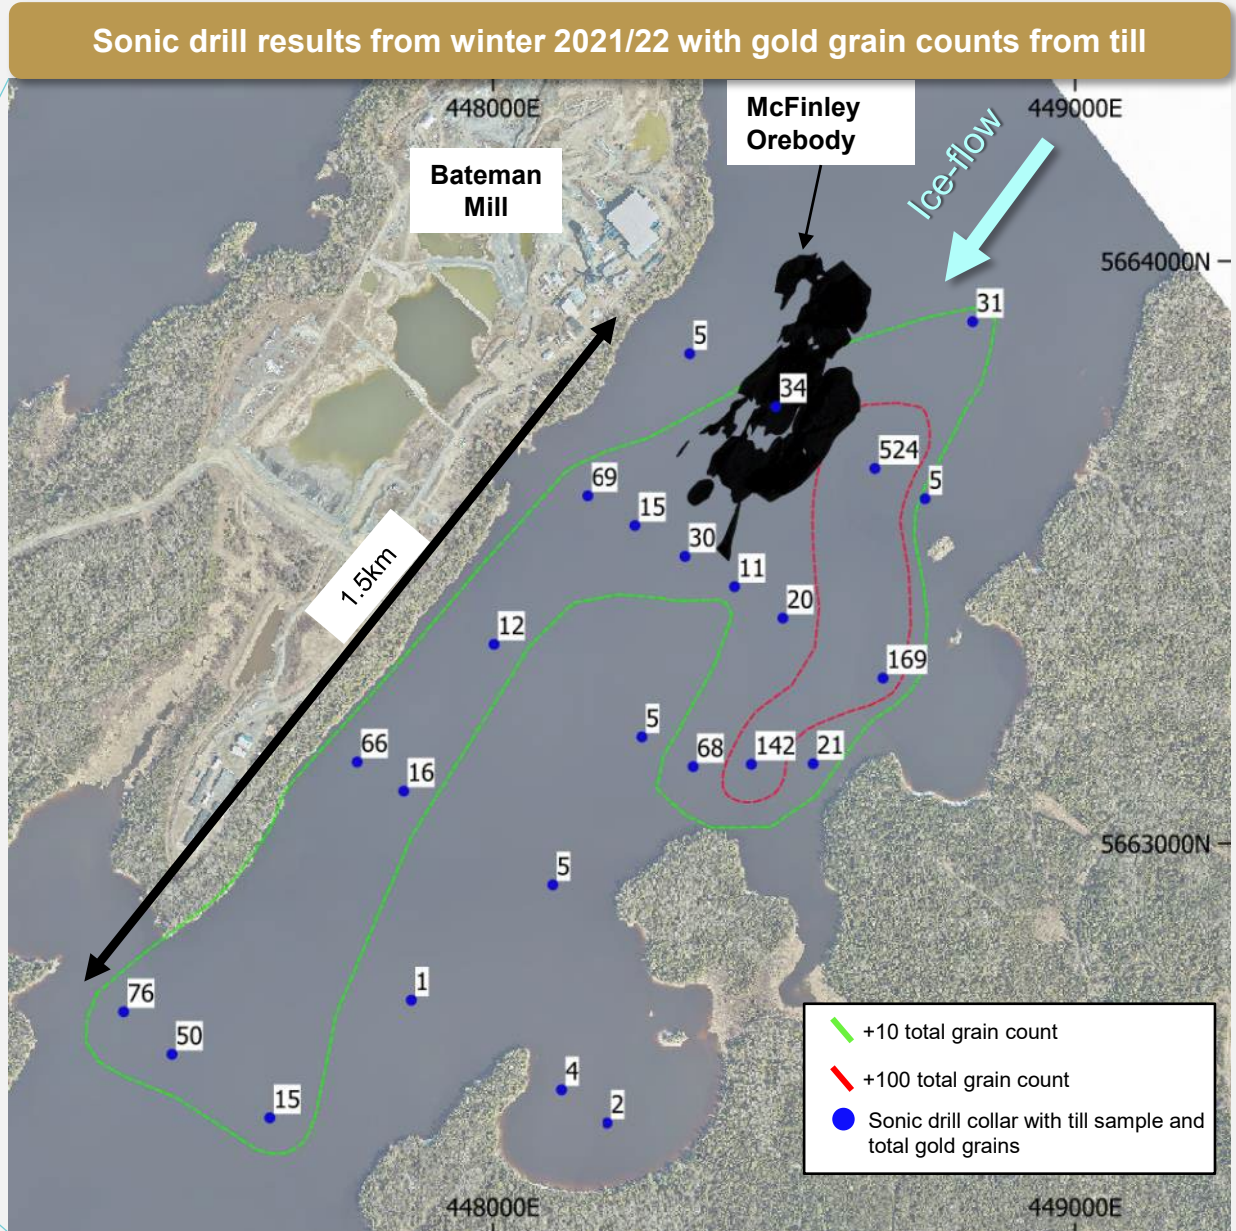 Sonic drill results from winter 2021/22 with gold grain counts from till
448000E
449000E
McFinley
Orebody
Ice-flow
Bateman
Mill
5664000N
31
5
34
524
69
5
15
30
11
20
12
169
5
68
142
21
66
16
1.5km
5663000N
5
1
76
50
15
4
2
+10 total grain count
+100 total grain count
Sonic drill collar with till sample and
total gold grains
448000E
449000E